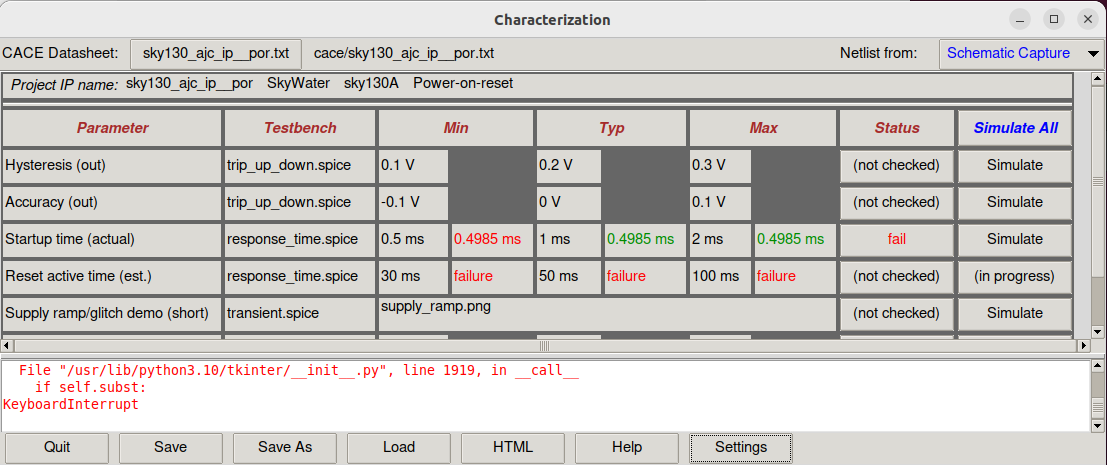 Characterization
CACE Datasheet: sky130_ajc_ip__por.txt cace/sky130_ajc_ip__por.txt Netlist from: Schematic Capture
Project IP name: sky130_ajc_ip__por SkyWater sky130A Power-on-reset
Parameter Testbench Min Typ Max Status Simulate All
Hysteresis (out) trip_up_down.spice 0.1 V 0.2 V 0.3 V (not checked) Simulate
Accuracy (out) trip_up_down.spice -0.1 V 0 V 0.1 V (not checked) Simulate
Startup time (actual) response_time.spice 0.5 ms 0.4985 ms 1 ms 0.4985 ms 2 ms 0.4985 ms fail Simulate
Reset active time (est.) response_time.spice 30 ms failure 50 ms failure 100 ms failure (not checked) (in progress)
Supply ramp/glitch demo (short) transient.spice supply_ramp.png (not checked) Simulate
File "/usr/lib/python3.10/tkinter/__init__.py", line 1919, in __call__
if self.subst:
KeyboardInterrupt
Quit Save Save As Load HTML Help Settings